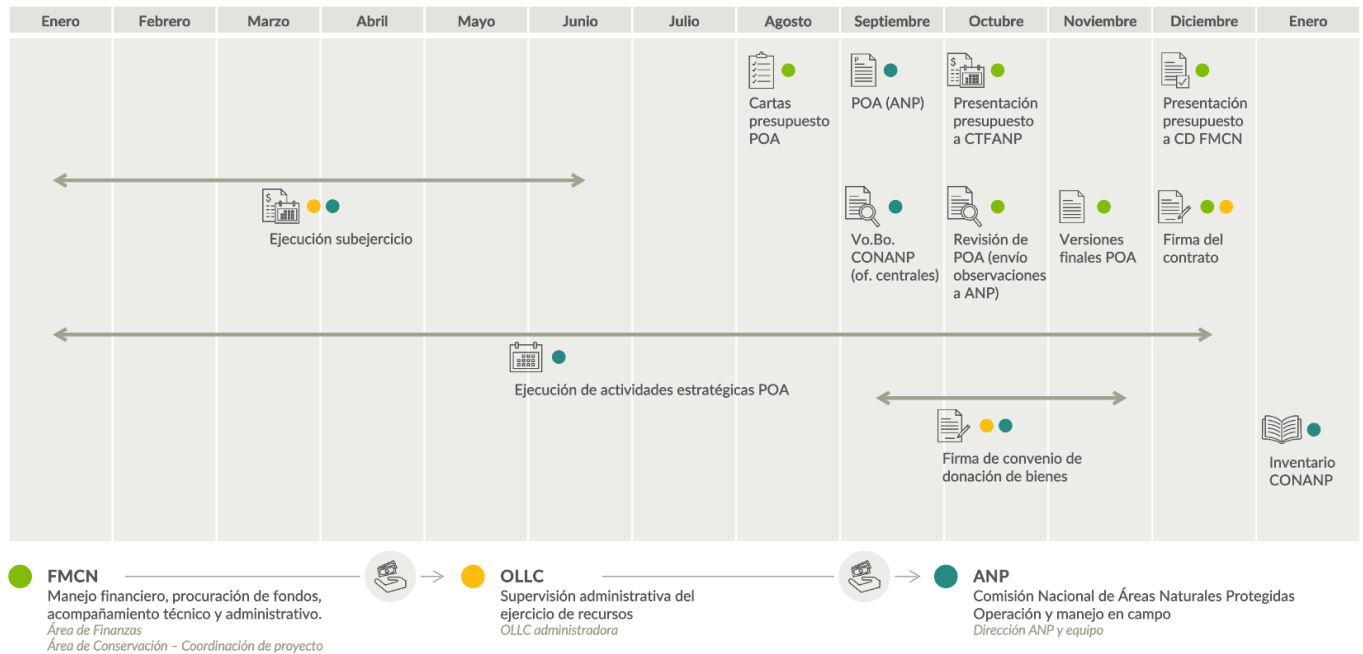 Enero
Febrero
Marzo
Abril
Mayo
Junio
Julio
Agosto
Septiembre
Octubre
Noviembre
Diciembre
Enero
Cartas
presupuesto
POA
POA (ANP)
Presentación
presupuesto
a CTFANP
Presentación
presupuesto
a CD FMCN
Ejecución subejercicio
Vo.Bo.
CONANP
(of. centrales)
Revisión de
POA (envío
observaciones
a ANP)
Versiones
finales POA
Firma del
contrato
Ejecución de actividades estratégicas POA
Firma de convenio de
donación de bienes
Inventario
CONANP
FMCN
Manejo financiero, procuración de fondos,
acompañamiento técnico y administrativo.
Área de Finanzas
Área de Conservación – Coordinación de proyecto
OLLC
Supervisión administrativa del
ejercicio de recursos
OLLC administradora
ANP
Comisión Nacional de Áreas Naturales Protegidas
Operación y manejo en campo
Dirección ANP y equipo